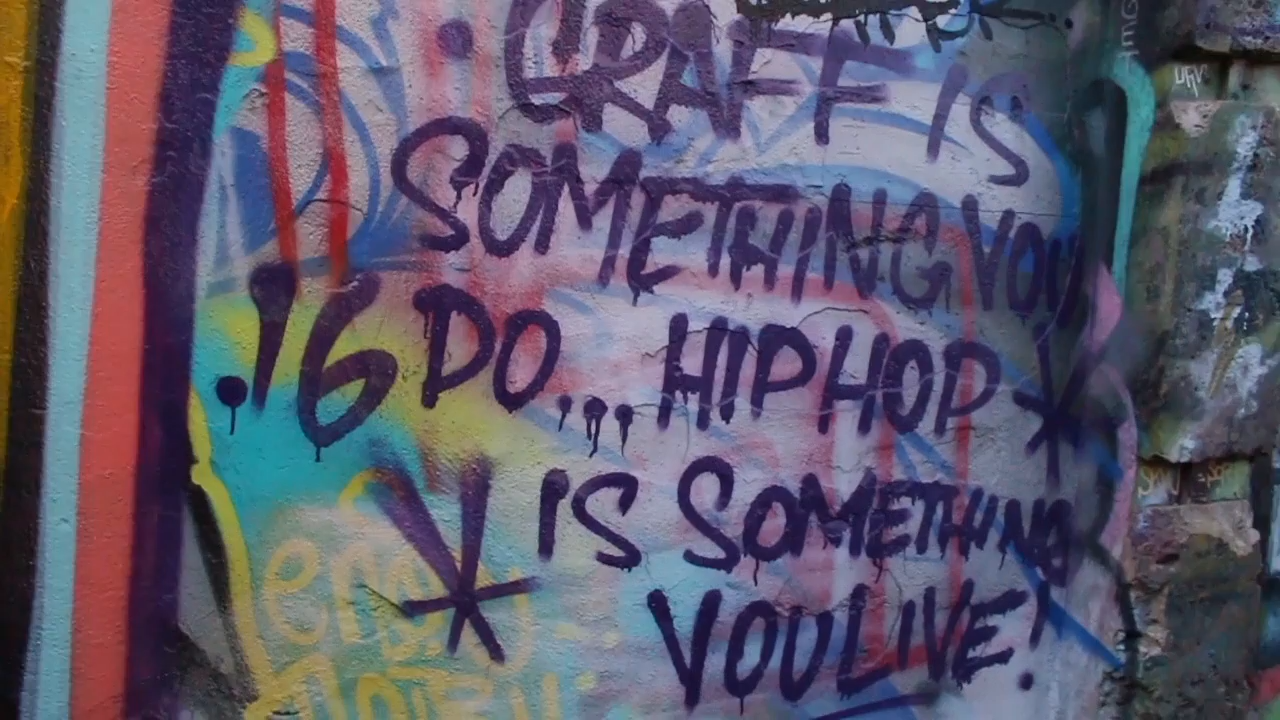 GRAFF IS
SOMETHING YOU
.16 DO... HIPHOP
IS SOMETHING
YOU LIVE!